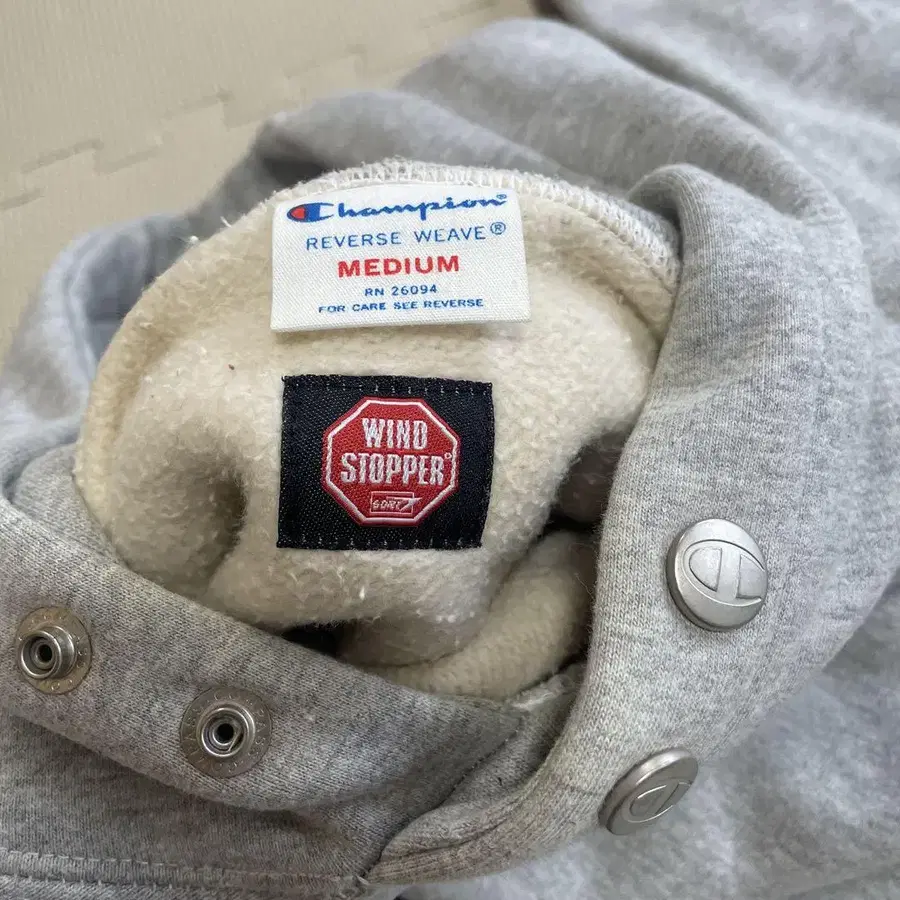 Champion
REVERSE WEAVE®
MEDIUM
RN 26094
FOR CARE SEE REVERSE
WIND
STOPPER
GORE